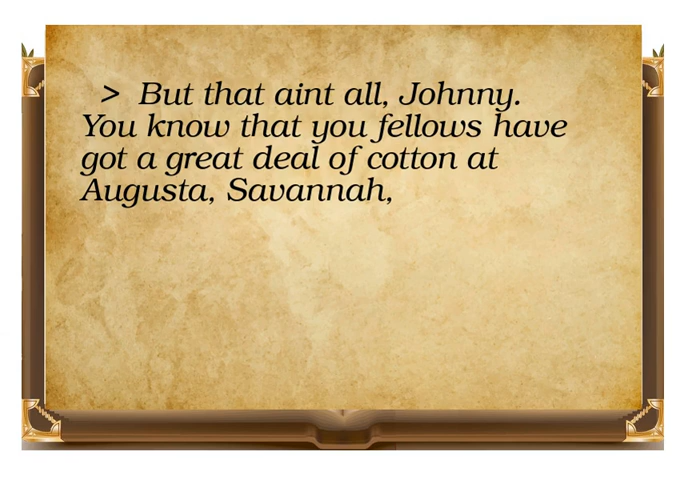 > But that aint all, Johnny.
You know that you fellows have
got a great deal of cotton at
Augusta, Savannah,